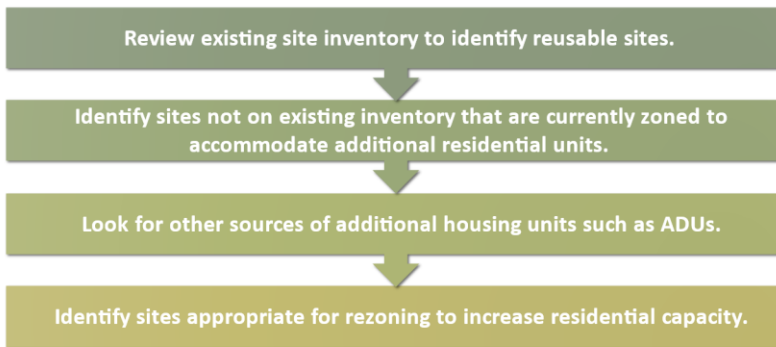 Review existing site inventory to identify reusable sites.
Identify sites not on existing inventory that are currently zoned to
accommodate additional residential units.
Look for other sources of additional housing units such as ADUs.
Identify sites appropriate for rezoning to increase residential capacity.